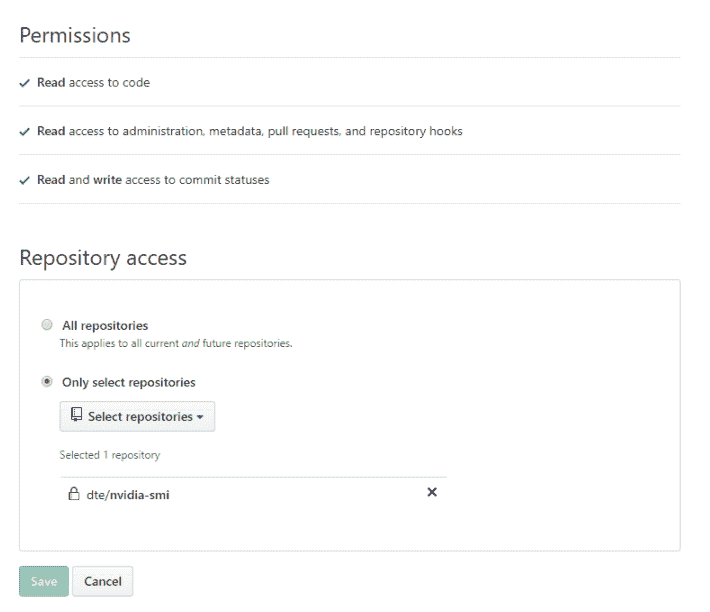 Permissions
Read access to code
Read access to administration, metadata, pull requests, and repository hooks
Read and write access to commit statuses
Repository access
All repositories
This applies to all current and future repositories.
Only select repositories
Select repositories
Selected 1 repository
dte/nvidia-smi
Save Cancel